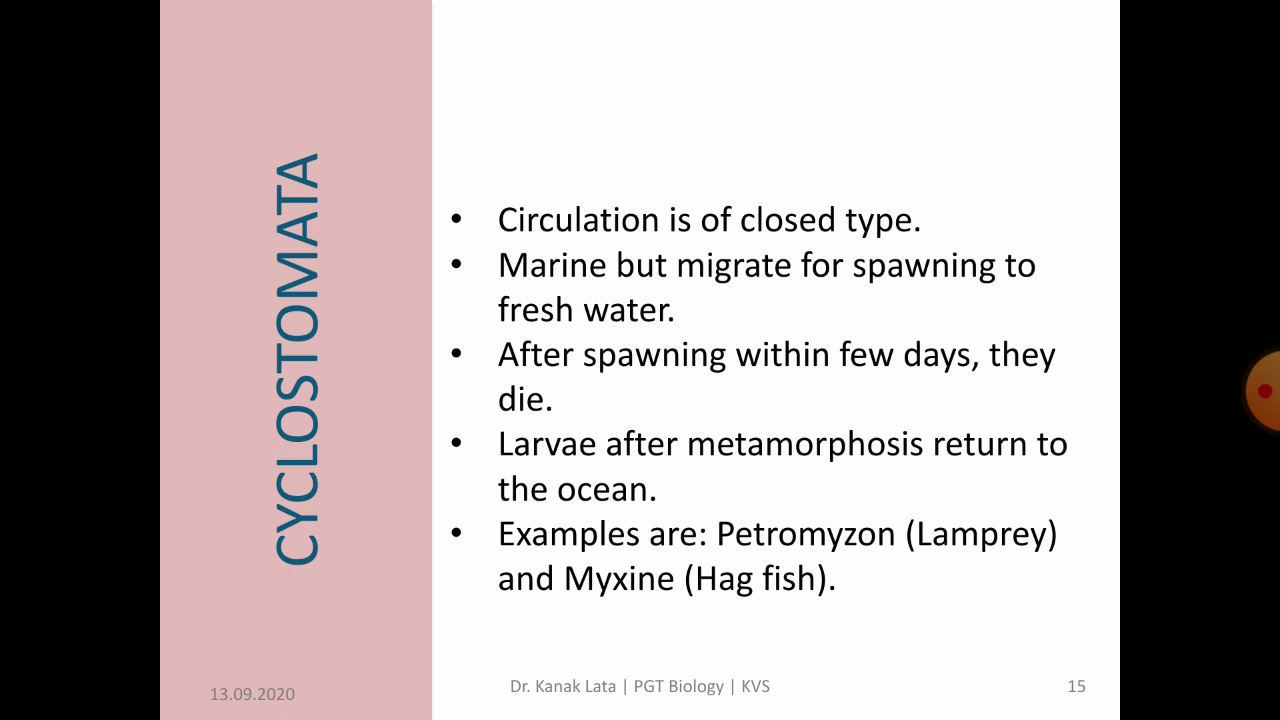 CYCLOSTOMATA
• Circulation is of closed type.
• Marine but migrate for spawning to
fresh water.
• After spawning within few days, they
die.
• Larvae after metamorphosis return to
the ocean.
• Examples are: Petromyzon (Lamprey)
and Myxine (Hag fish).
13.09.2020
Dr. Kanak Lata | PGT Biology | KVS
15